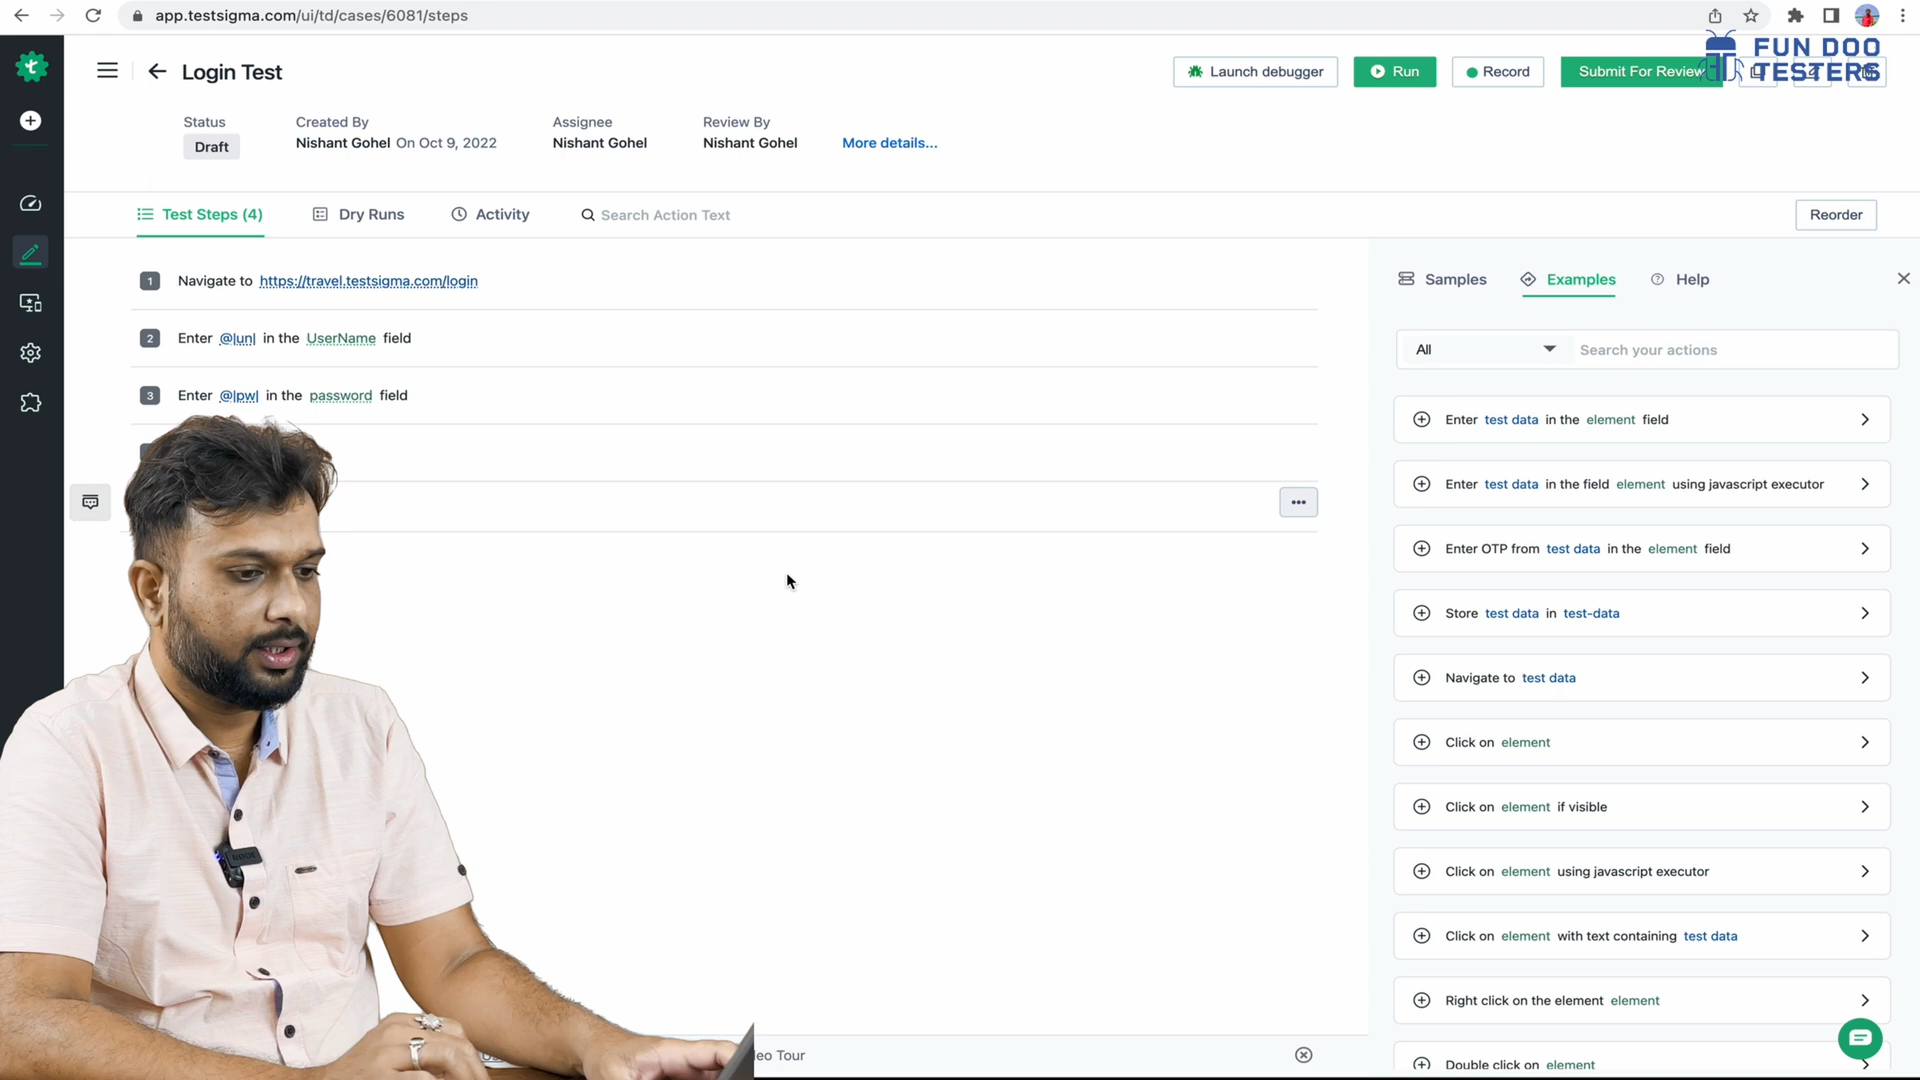 app.testsigma.com/ui/td/cases/6081/steps
FUN DOO
TESTERS
Login Test
Launch debugger
Run
Record
Submit For Review
Status
Created By
Assignee
Review By
Draft
Nishant Gohel On Oct 9, 2022
Nishant Gohel
Nishant Gohel
More details...
Test Steps (4)
Dry Runs
Activity
Search Action Text
Reorder
1 Navigate to https://travel.testsigma.com/login
2 Enter @|un| in the UserName field
3 Enter @|pw| in the password field
Samples
Examples
Help
All
Search your actions
Enter test data in the element field
Enter test data in the field element using javascript executor
Enter OTP from test data in the element field
Store test data in test-data
Navigate to test data
Click on element
Click on element if visible
Click on element using javascript executor
Click on element with text containing test data
Right click on the element element
Double click on element
Tour